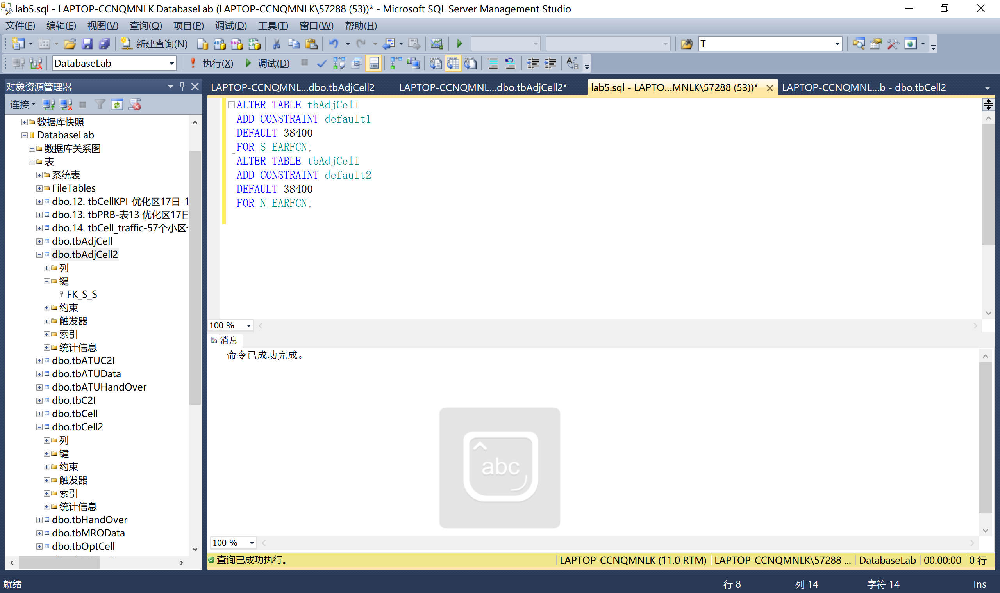 lab5.sql - LAPTOP-CCNQMNLK.DatabaseLab (LAPTOP-CCNQMNLK\57288 (53))* - Microsoft SQL Server Management Studio
文件(F) 编辑(E) 视图(V) 查询(Q) 项目(P) 调试(D) 工具(T) 窗口(W) 帮助(H)
新建查询(N) T
DatabaseLab 执行(X) 调试(D)
对象资源管理器
连接
数据库快照
DatabaseLab
数据库关系图
表
系统表
FileTables
dbo.12. tbCellKPI-优化区17日-1
dbo.13. tbPRB-表13 优化区17日
dbo.14. tbCell_traffic-57个小区-
dbo.tbAdjCell
dbo.tbAdjCell2
列
键
FK_S_S
约束
触发器
索引
统计信息
dbo.tbATUC2I
dbo.tbATUData
dbo.tbATUHandOver
dbo.tbC2I
dbo.tbCell
dbo.tbCell2
列
键
约束
触发器
索引
统计信息
dbo.tbHandOver
dbo.tbMROData
dbo.tbOptCell
LAPTOP-CCNQMNL...dbo.tbAdjCell2 LAPTOP-CCNQMNL...dbo.tbAdjCell2* lab5.sql - LAPTO...MNLK\57288 (53))* LAPTOP-CCNQMNL...b - dbo.tbCell2
ALTER TABLE tbAdjCell
ADD CONSTRAINT default1
DEFAULT 38400
FOR S_EARFCN;
ALTER TABLE tbAdjCell
ADD CONSTRAINT default2
DEFAULT 38400
FOR N_EARFCN;
100 %
消息
命令已成功完成。
abc
100 %
查询已成功执行。 LAPTOP-CCNQMNLK (11.0 RTM) LAPTOP-CCNQMNLK\57288 ... DatabaseLab 00:00:00 0 行
就绪 行 8 列 14 字符 14 Ins